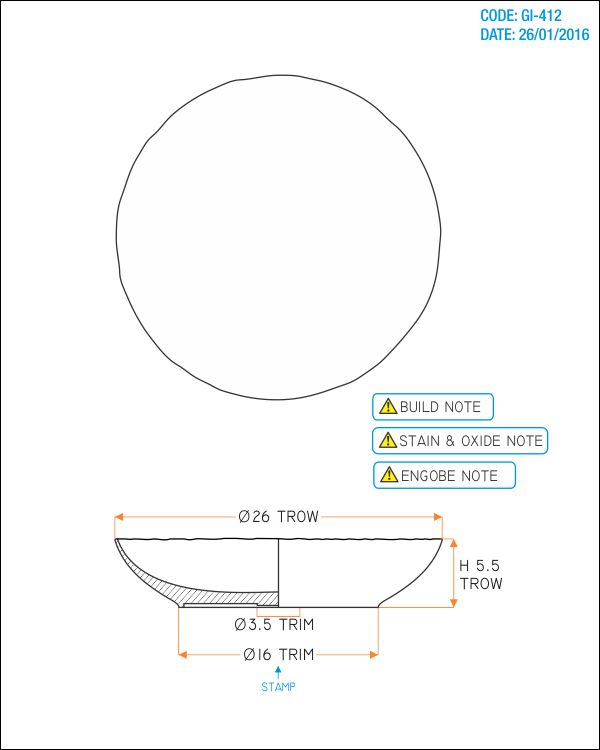 CODE: GI-412
DATE: 26/01/2016
BUILD NOTE
STAIN & OXIDE NOTE
ENGOBE NOTE
Ø26 TROW
H 5.5
TROW
Ø3.5 TRIM
Ø16 TRIM
STAMP